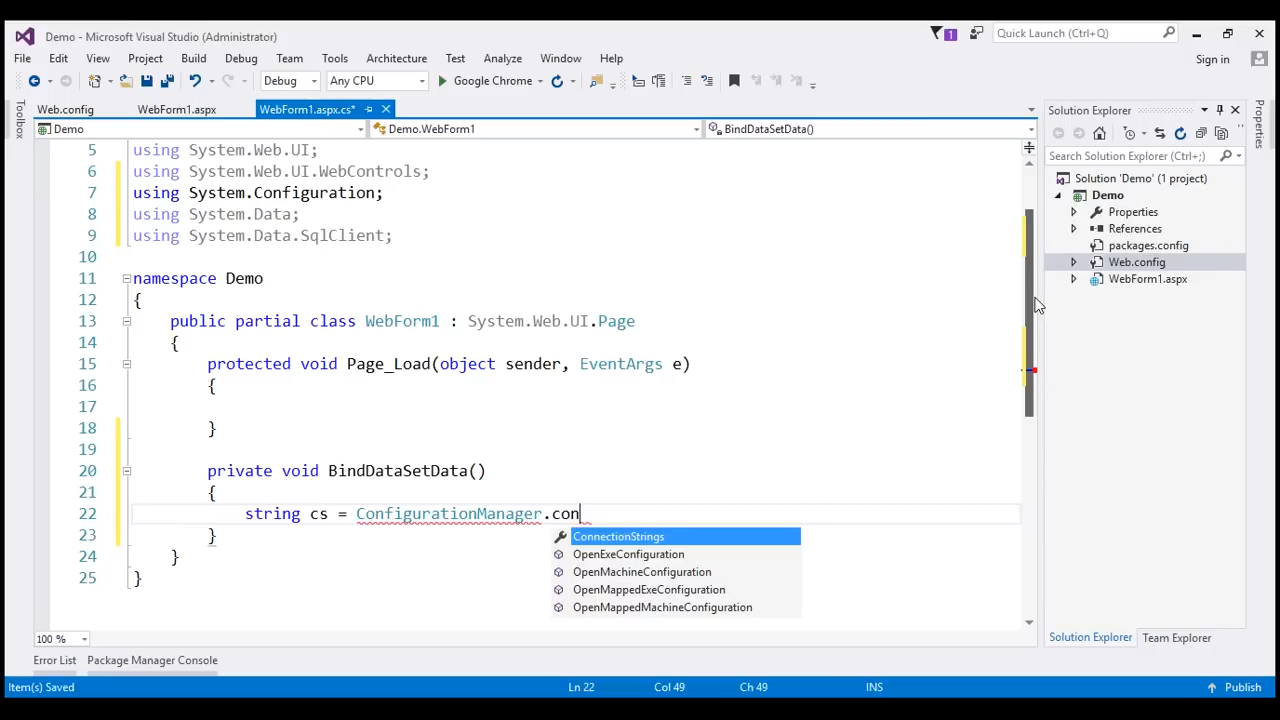 Demo - Microsoft Visual Studio (Administrator)
1
Quick Launch (Ctrl+Q)
File Edit View Project Build Debug Team Tools Architecture Test Analyze Window Help
Sign in
Debug Any CPU Google Chrome
Web.config WebForm1.aspx WebForm1.aspx.cs*
Toolbox
Demo Demo.WebForm1 BindDataSetData()
5 using System.Web.UI;
6 using System.Web.UI.WebControls;
7 using System.Configuration;
8 using System.Data;
9 using System.Data.SqlClient;
10
11 namespace Demo
12 {
13 public partial class WebForm1 : System.Web.UI.Page
14 {
15 protected void Page_Load(object sender, EventArgs e)
16 {
17
18 }
19
20 private void BindDataSetData()
21 {
22 string cs = ConfigurationManager.con
23 }
24 }
25 }
ConnectionStrings
OpenExeConfiguration
OpenMachineConfiguration
OpenMappedExeConfiguration
OpenMappedMachineConfiguration
100 %
Solution Explorer
Search Solution Explorer (Ctrl+;)
Solution 'Demo' (1 project)
Demo
Properties
References
packages.config
Web.config
WebForm1.aspx
Solution Explorer Team Explorer
Properties
Error List Package Manager Console
Item(s) Saved Ln 22 Col 49 Ch 49 INS Publish